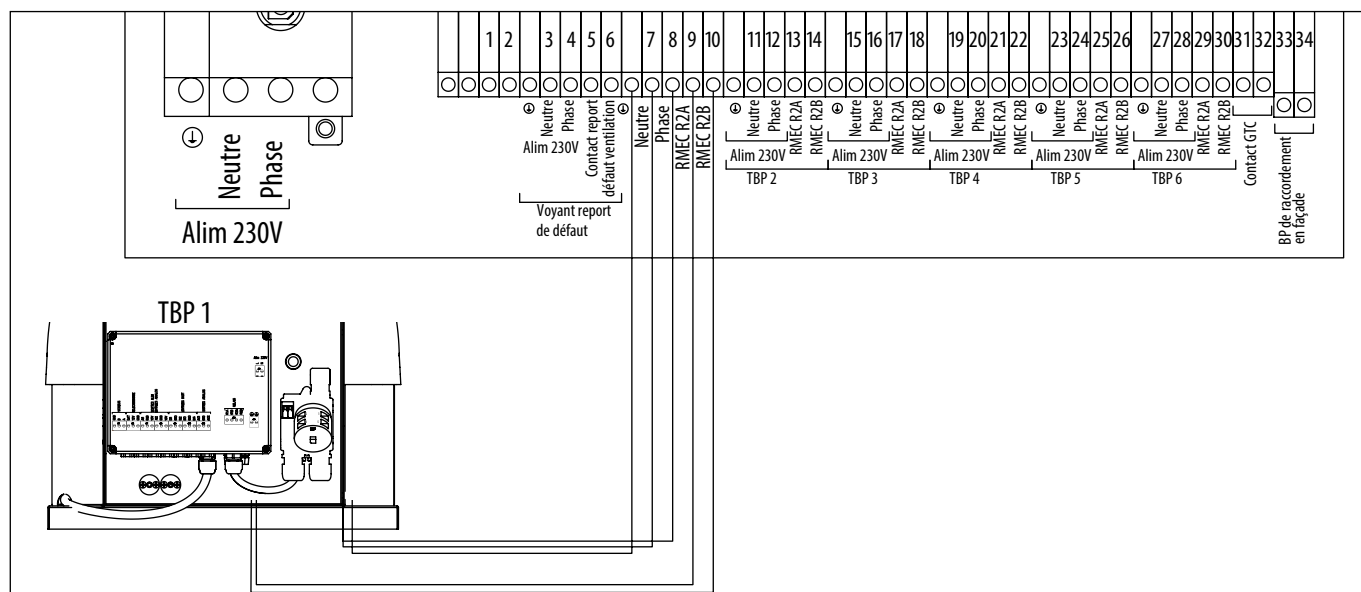 1 2 3 4 5 6 7 8 9 10 11 12 13 14 15 16 17 18 19 20 21 22 23 24 25 26 27 28 29 30 31 32 33 34
Neutre
Phase
Alim 230V
Neutre
Phase
Alim 230V
Contact report
défaut ventilation
Voyant report
de défaut
Neutre
Phase
RMEC R2A
RMEC R2B
Neutre
Phase
RMEC R2A
RMEC R2B
Alim 230V
TBP 2
Neutre
Phase
RMEC R2A
RMEC R2B
Alim 230V
TBP 3
Neutre
Phase
RMEC R2A
RMEC R2B
Alim 230V
TBP 4
Neutre
Phase
RMEC R2A
RMEC R2B
Alim 230V
TBP 5
Neutre
Phase
RMEC R2A
RMEC R2B
Alim 230V
TBP 6
Contact GTC
BP de raccordement
en façade
TBP 1